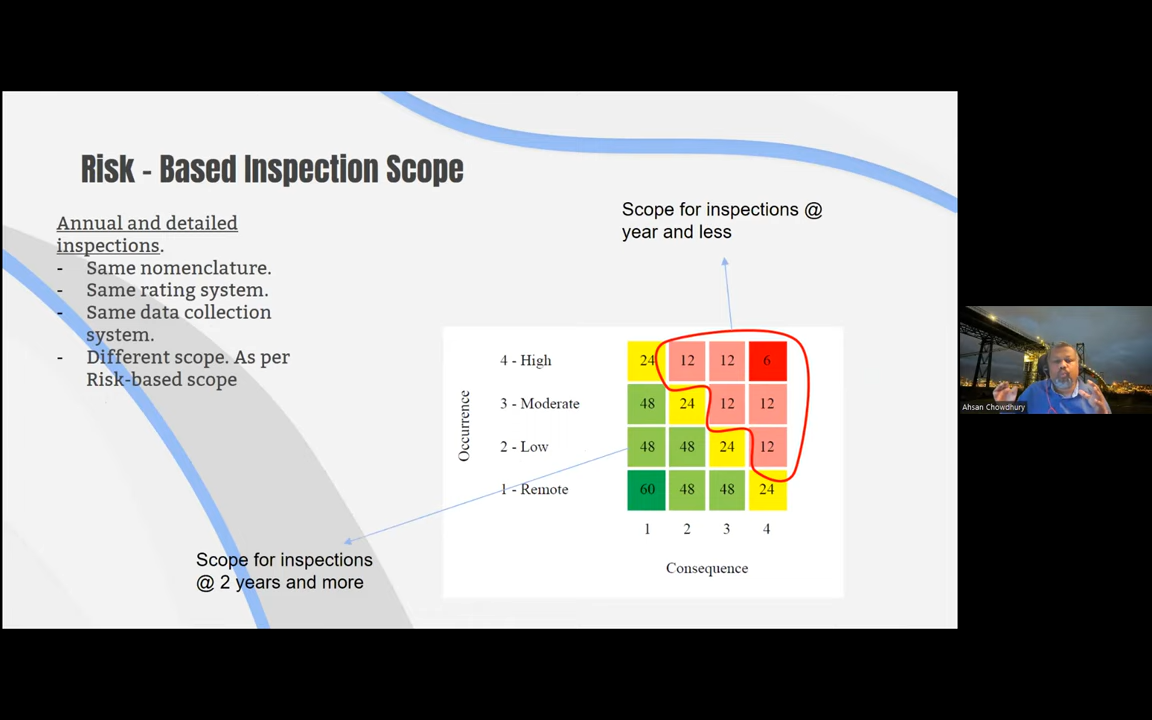 Risk - Based Inspection Scope
Annual and detailed
inspections.
- Same nomenclature.
- Same rating system.
- Same data collection
system.
- Different scope. As per
Risk-based scope
Scope for inspections @
year and less
Occurrence
4 - High 24 12 12 6
3 - Moderate 48 24 12 12
2 - Low 48 48 24 12
1 - Remote 60 48 48 24
1 2 3 4
Consequence
Scope for inspections
@ 2 years and more
Ahsan Chowdhury